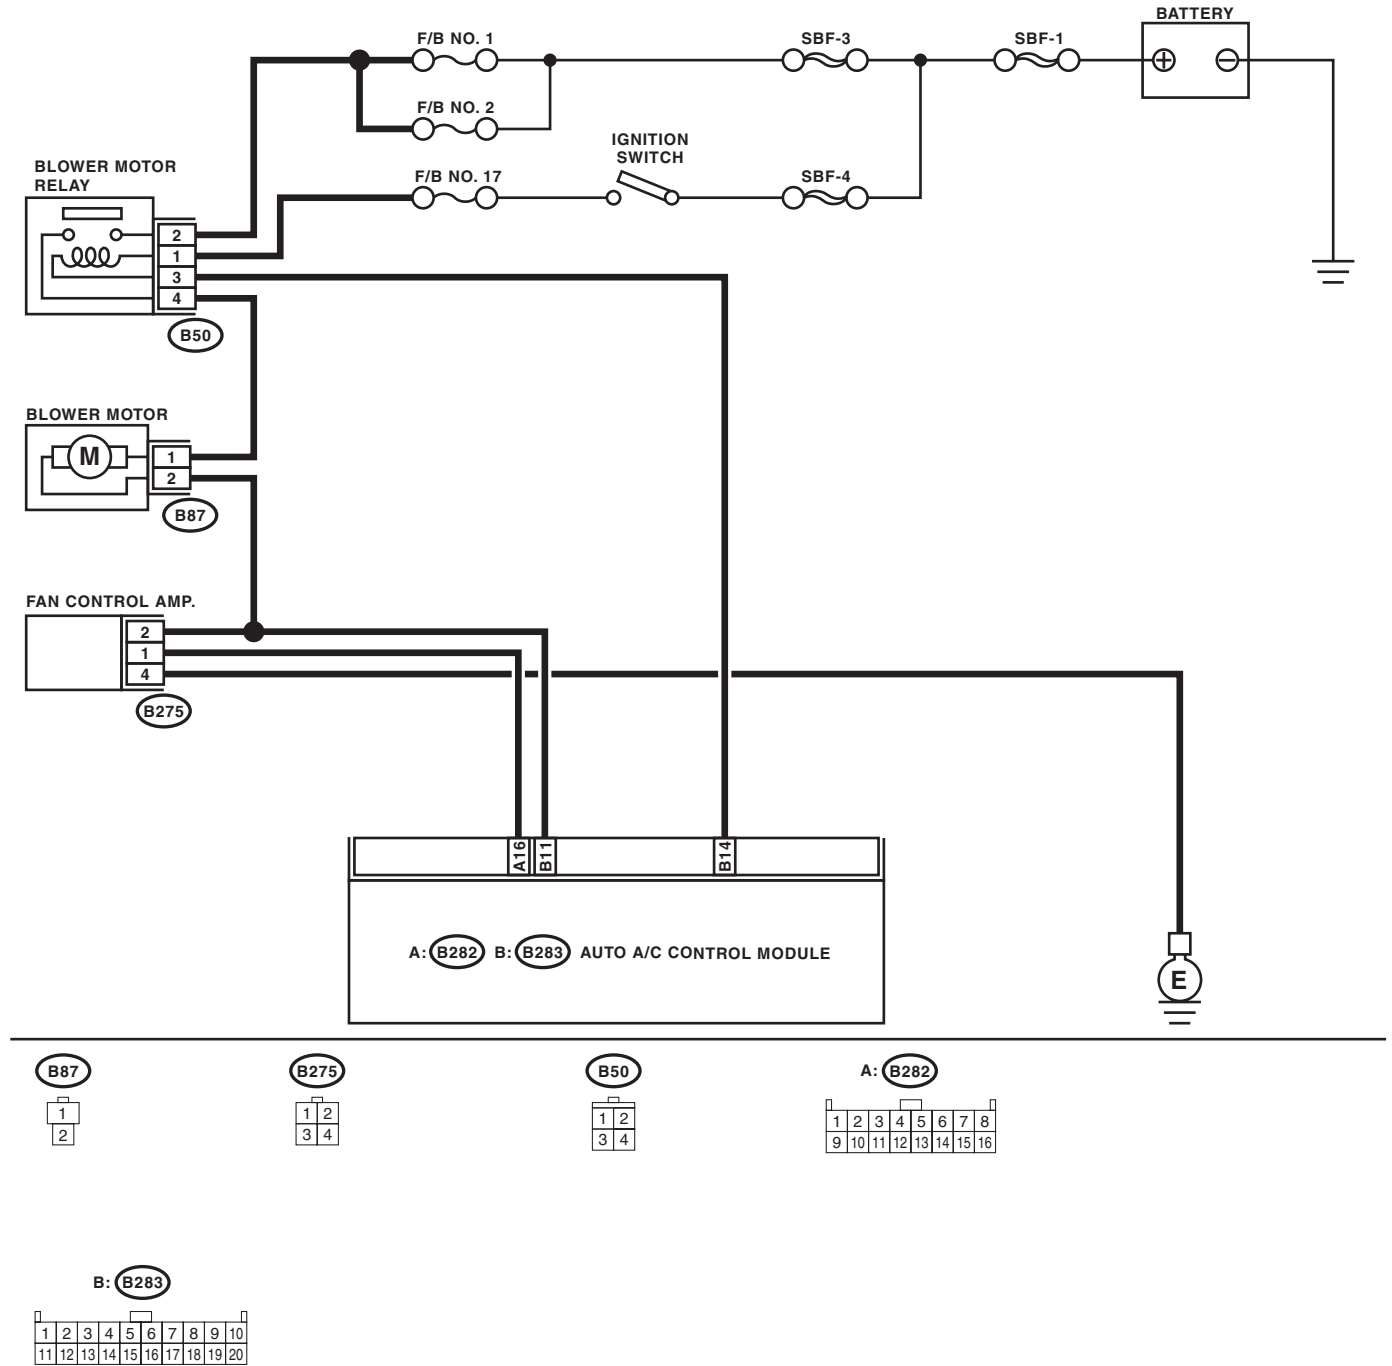 BATTERY
F/B NO. 1
SBF-3
SBF-1
F/B NO. 2
IGNITION
SWITCH
BLOWER MOTOR
RELAY
F/B NO. 17
SBF-4
2
1
3
4
B50
BLOWER MOTOR
M
1
2
B87
FAN CONTROL AMP.
2
1
4
B275
A16
B11
B14
A: B282 B: B283 AUTO A/C CONTROL MODULE
E
B87
1
2
B275
1 2
3 4
B50
1 2
3 4
A: B282
1 2 3 4 5 6 7 8
9 10 11 12 13 14 15 16
B: B283
1 2 3 4 5 6 7 8 9 10
11 12 13 14 15 16 17 18 19 20